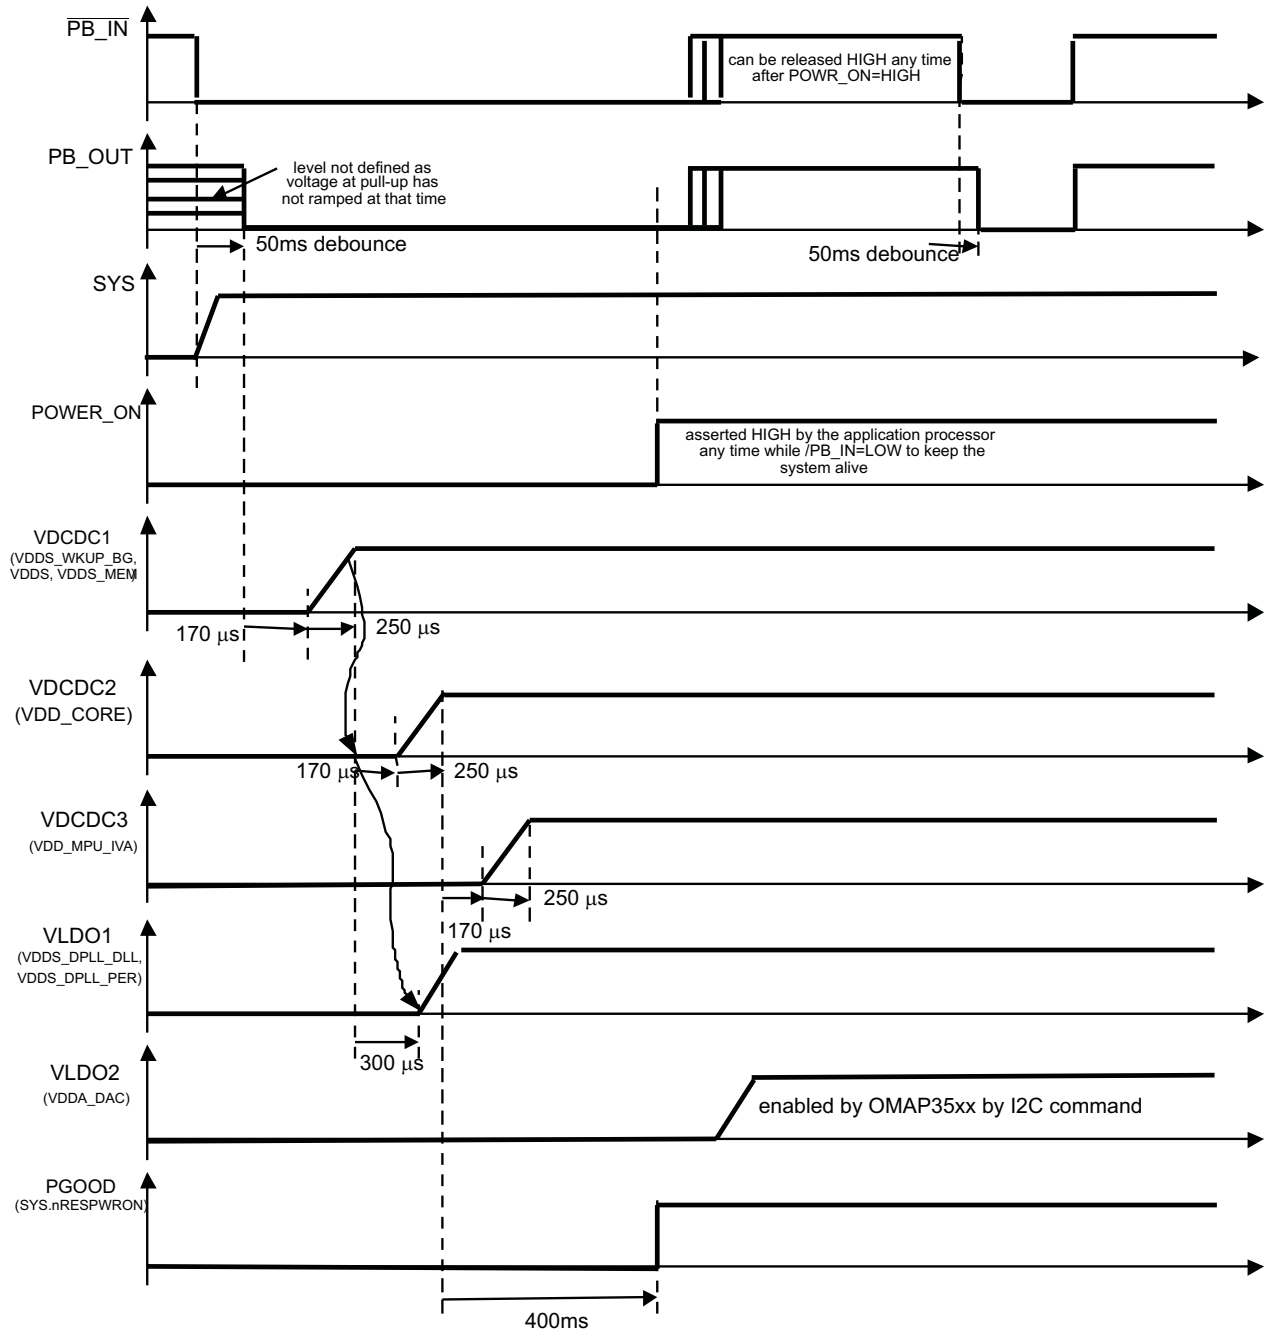 PB_IN
can be released HIGH any time
after POWR_ON=HIGH
PB_OUT
level not defined as
voltage at pull-up has
not ramped at that time
50ms debounce
50ms debounce
SYS
POWER_ON
asserted HIGH by the application processor
any time while /PB_IN=LOW to keep the
system alive
VDCDC1
(VDDS_WKUP_BG,
VDDS, VDDS_MEM)
170 μs
250 μs
VDCDC2
(VDD_CORE)
170 μs
250 μs
VDCDC3
(VDD_MPU_IVA)
250 μs
170 μs
VLDO1
(VDDS_DPLL_DLL,
VDDS_DPLL_PER)
300 μs
VLDO2
(VDDA_DAC)
enabled by OMAP35xx by I2C command
PGOOD
(SYS.nRESPWRON)
400ms